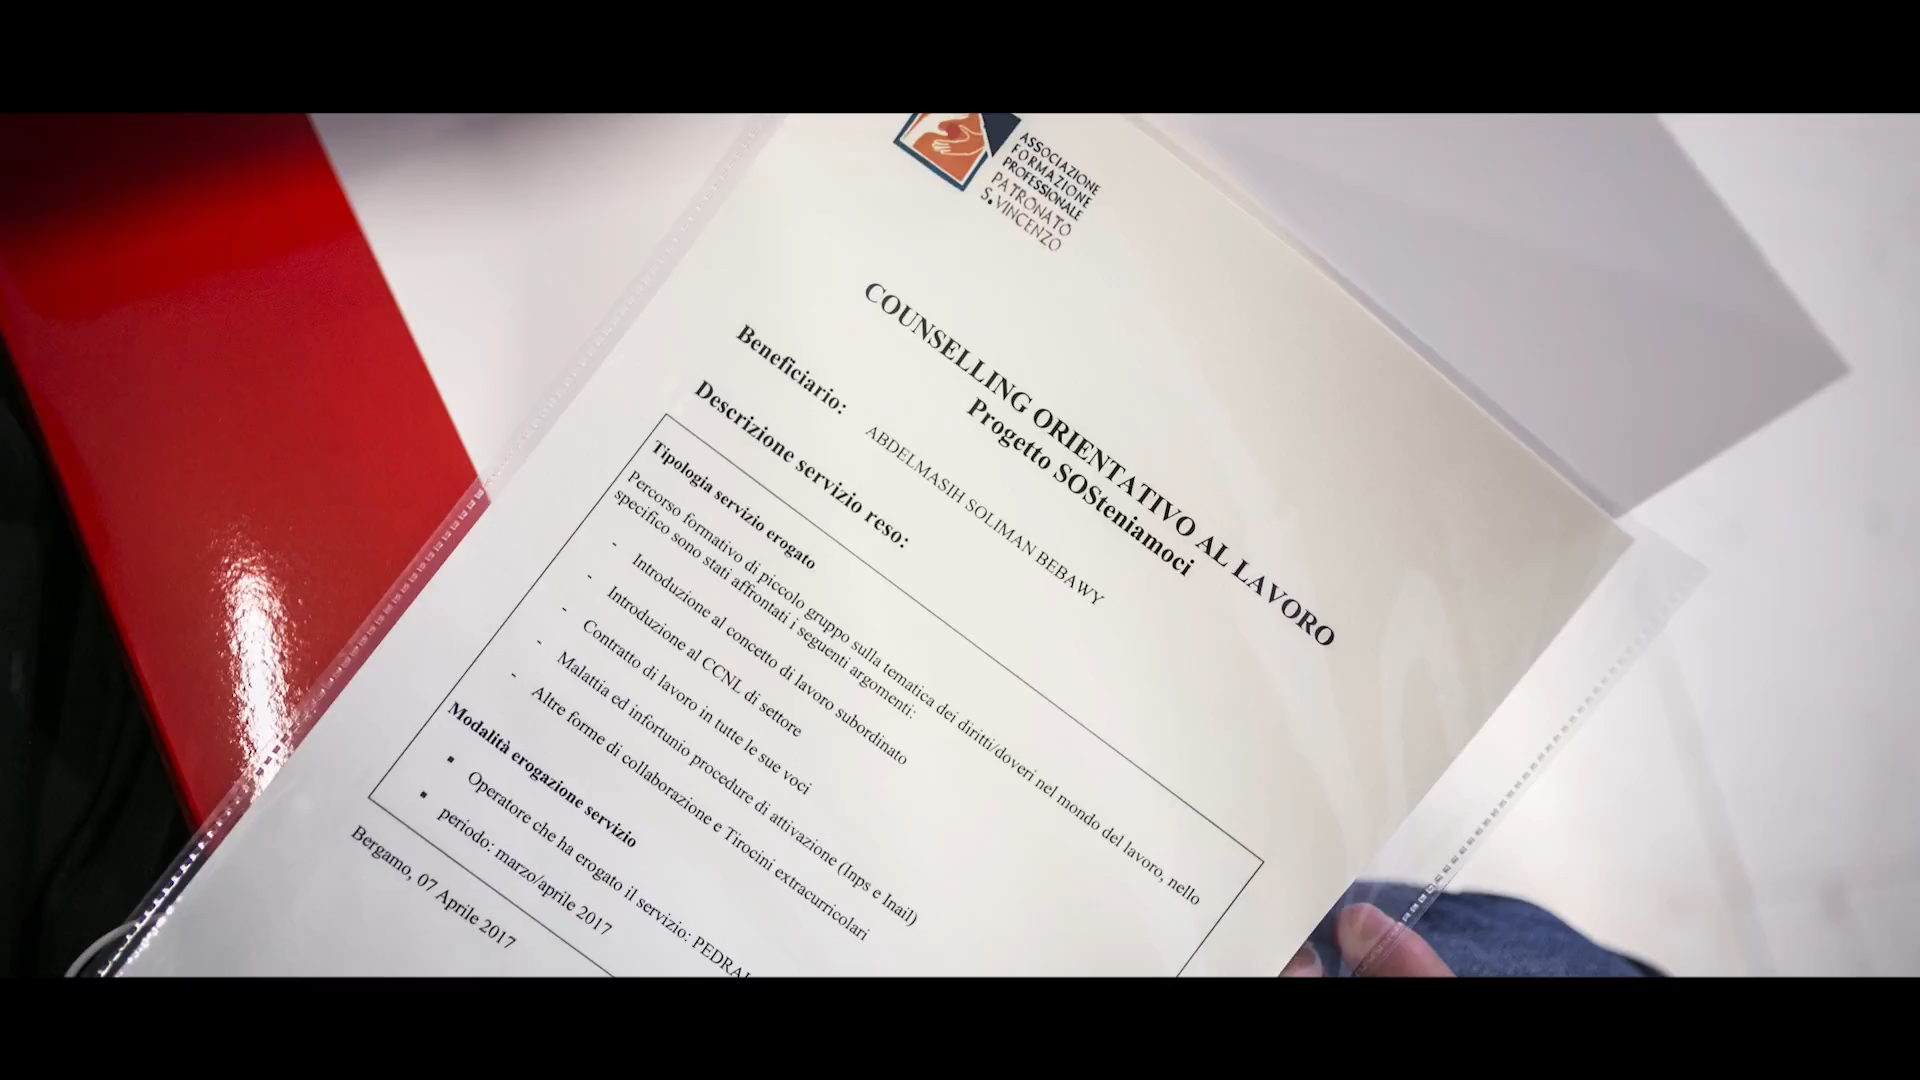 ASSOCIAZIONE
FORMAZIONE
PROFESSIONALE
PATRONATO
S. VINCENZO
COUNSELLING ORIENTATIVO AL LAVORO
Progetto SOSteniamoci
Beneficiario: ABDELMASIH SOLIMAN BEBAWY
Descrizione servizio reso:
Tipologia servizio erogato
Percorso formativo di piccolo gruppo sulla tematica dei diritti/doveri nel mondo del lavoro, nello
specifico sono stati affrontati i seguenti argomenti:
- Introduzione al concetto di lavoro subordinato
- Introduzione al CCNL di settore
- Contratto di lavoro in tutte le sue voci
- Malattia ed infortunio procedure di attivazione (Inps e Inail)
- Altre forme di collaborazione e Tirocini extracurricolari
Modalità erogazione servizio
▪ Operatore che ha erogato il servizio:
▪ periodo: marzo/aprile 2017
Bergamo, 07 Aprile 2017